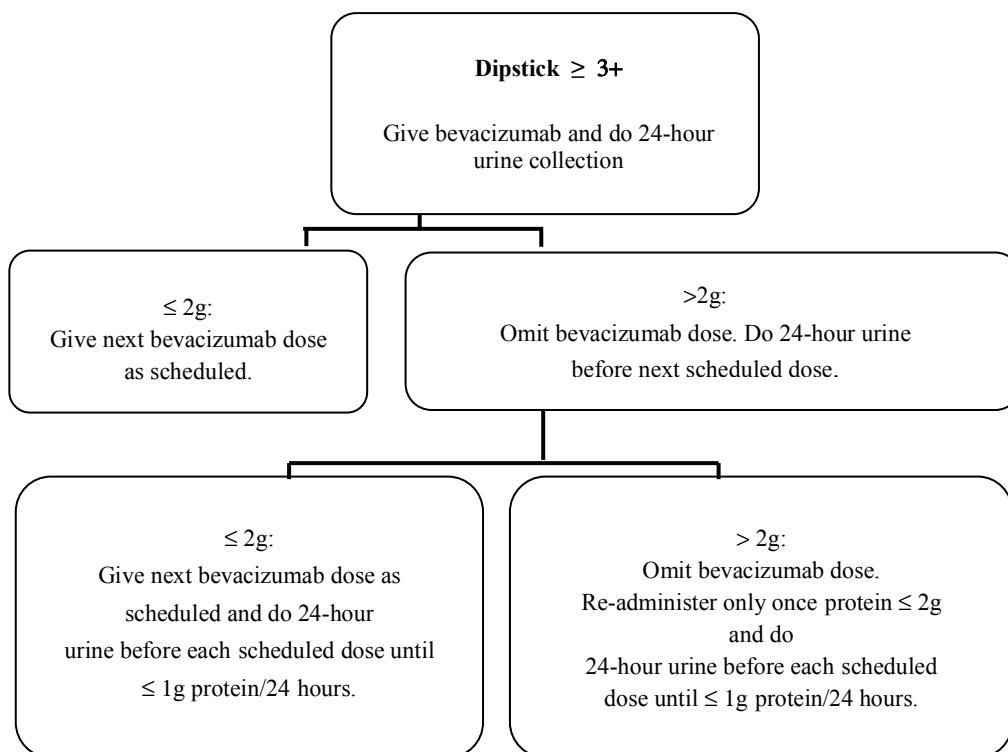 Dipstick ≥ 3+
Give bevacizumab and do 24-hour
urine collection
≤ 2g:
Give next bevacizumab dose
as scheduled.
>2g:
Omit bevacizumab dose. Do 24-hour urine
before next scheduled dose.
≤ 2g:
Give next bevacizumab dose as
scheduled and do 24-hour
urine before each scheduled dose until
≤ 1g protein/24 hours.
> 2g:
Omit bevacizumab dose.
Re-administer only once protein ≤ 2g
and do
24-hour urine before each scheduled
dose until ≤ 1g protein/24 hours.